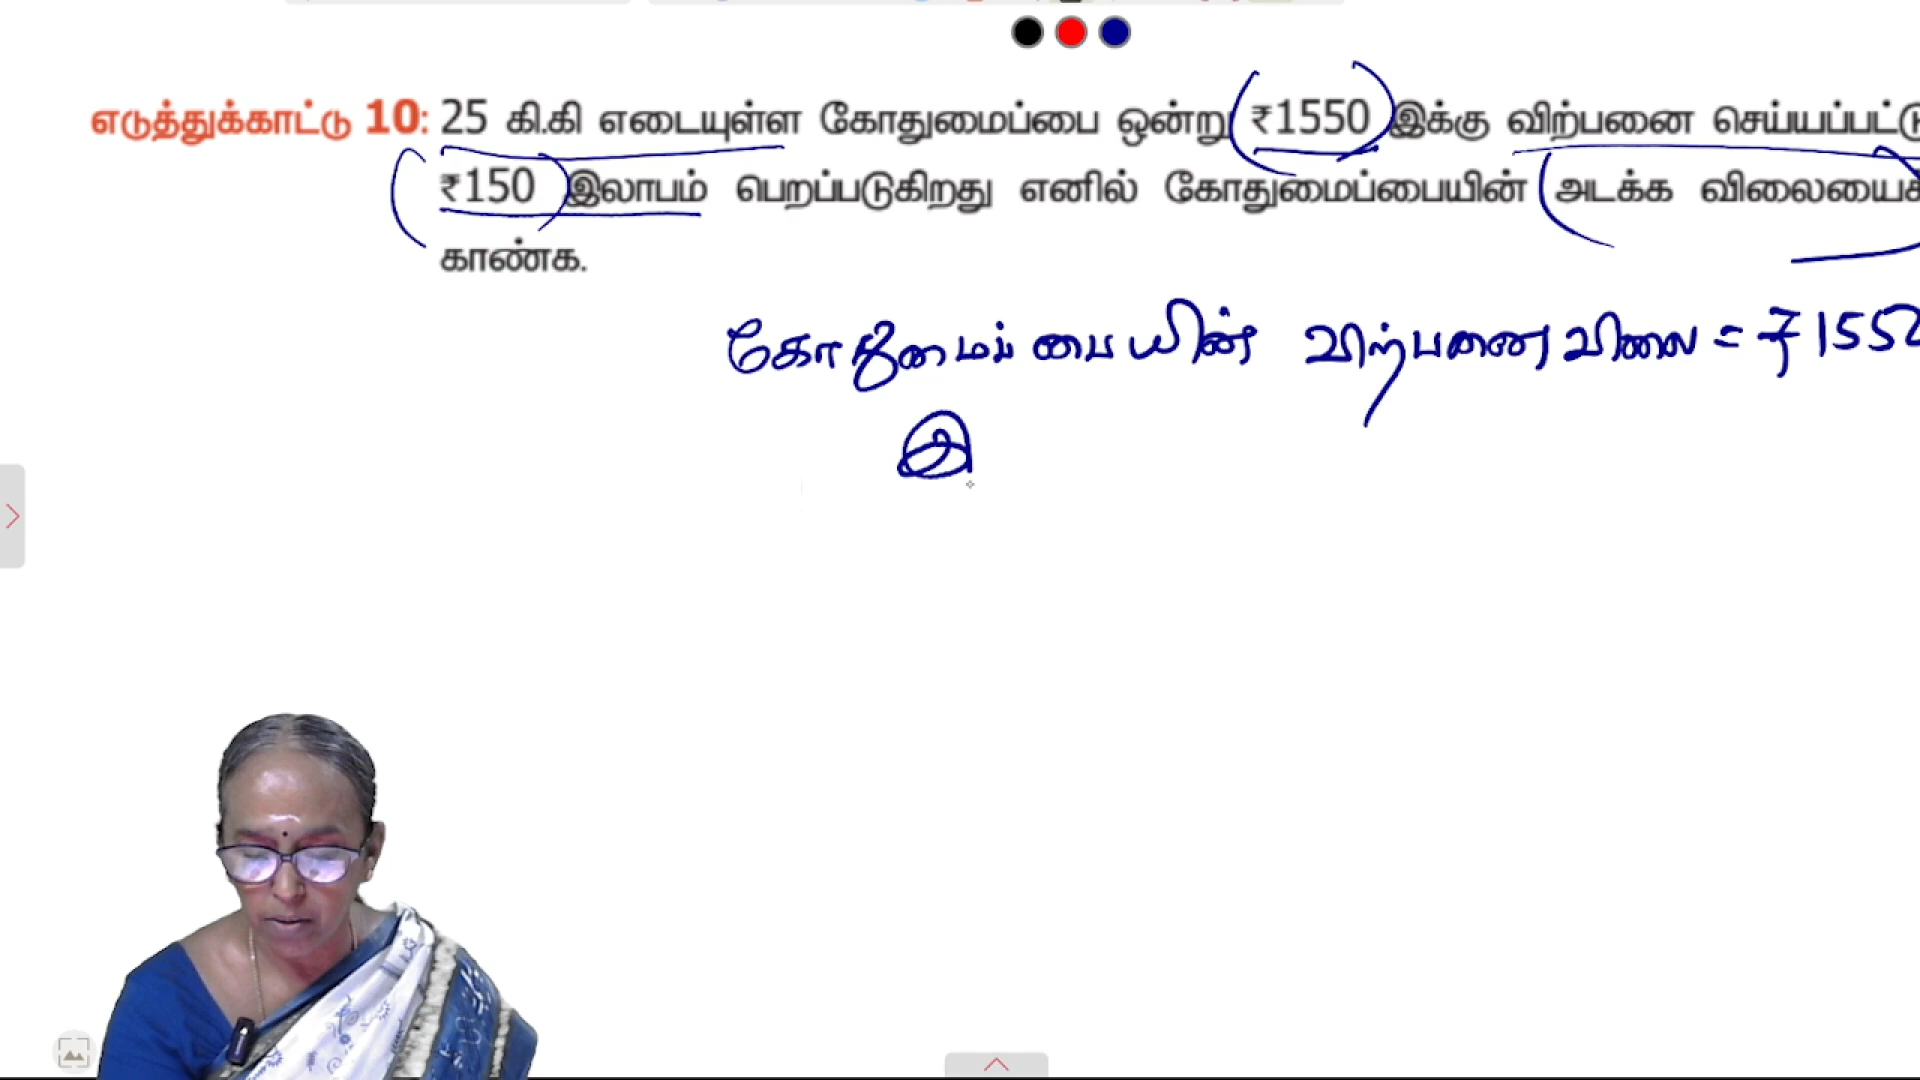 எடுத்துக்காட்டு 10: 25 கி.கி எடையுள்ள கோதுமைப்பை ஒன்று ₹1550 இக்கு விற்பனை செய்யப்பட்டு
₹150 இலாபம் பெறப்படுகிறது எனில் கோதுமைப்பையின் அடக்க விலையைக்
காண்க.
கோதுமைப் பையின் விற்பனை விலை = ₹1550
இ